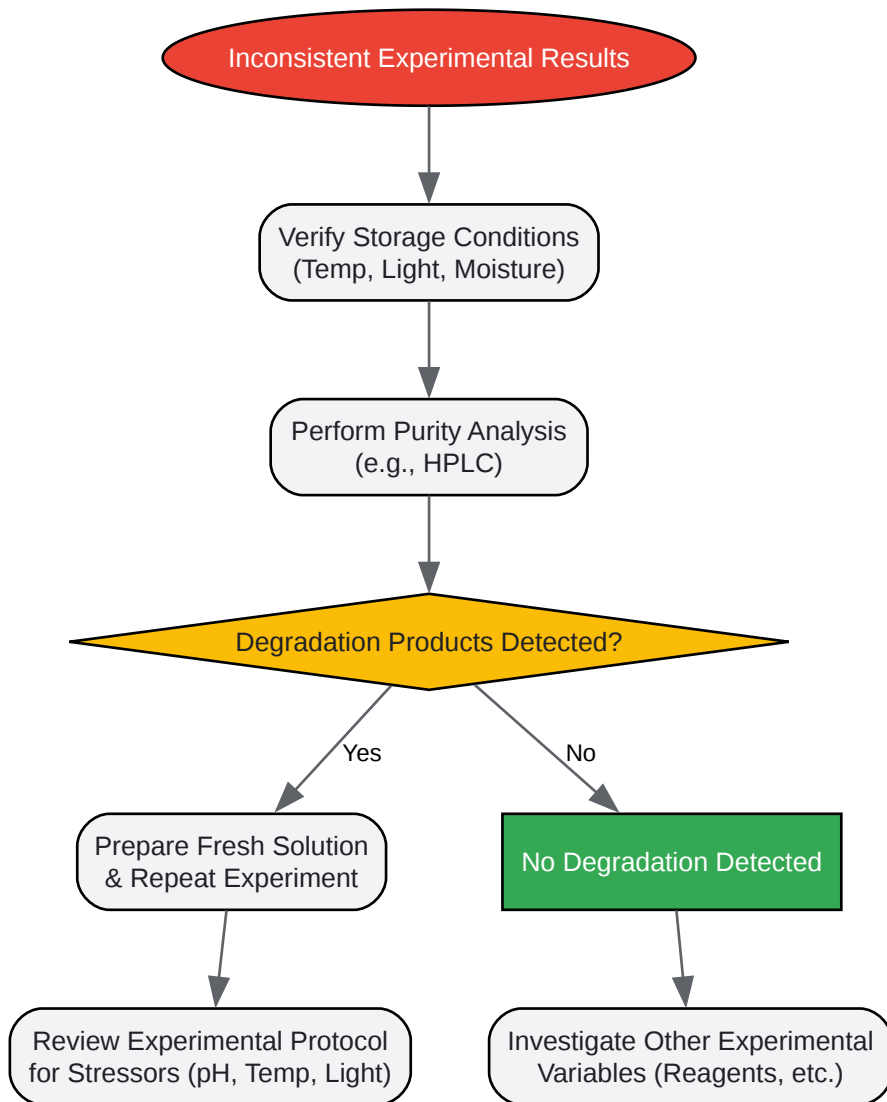 Inconsistent Experimental Results
Verify Storage Conditions
(Temp, Light, Moisture)
Perform Purity Analysis
(e.g., HPLC)
Degradation Products Detected?
Yes
No
Prepare Fresh Solution
& Repeat Experiment
No Degradation Detected
Review Experimental Protocol
for Stressors (pH, Temp, Light)
Investigate Other Experimental
Variables (Reagents, etc.)